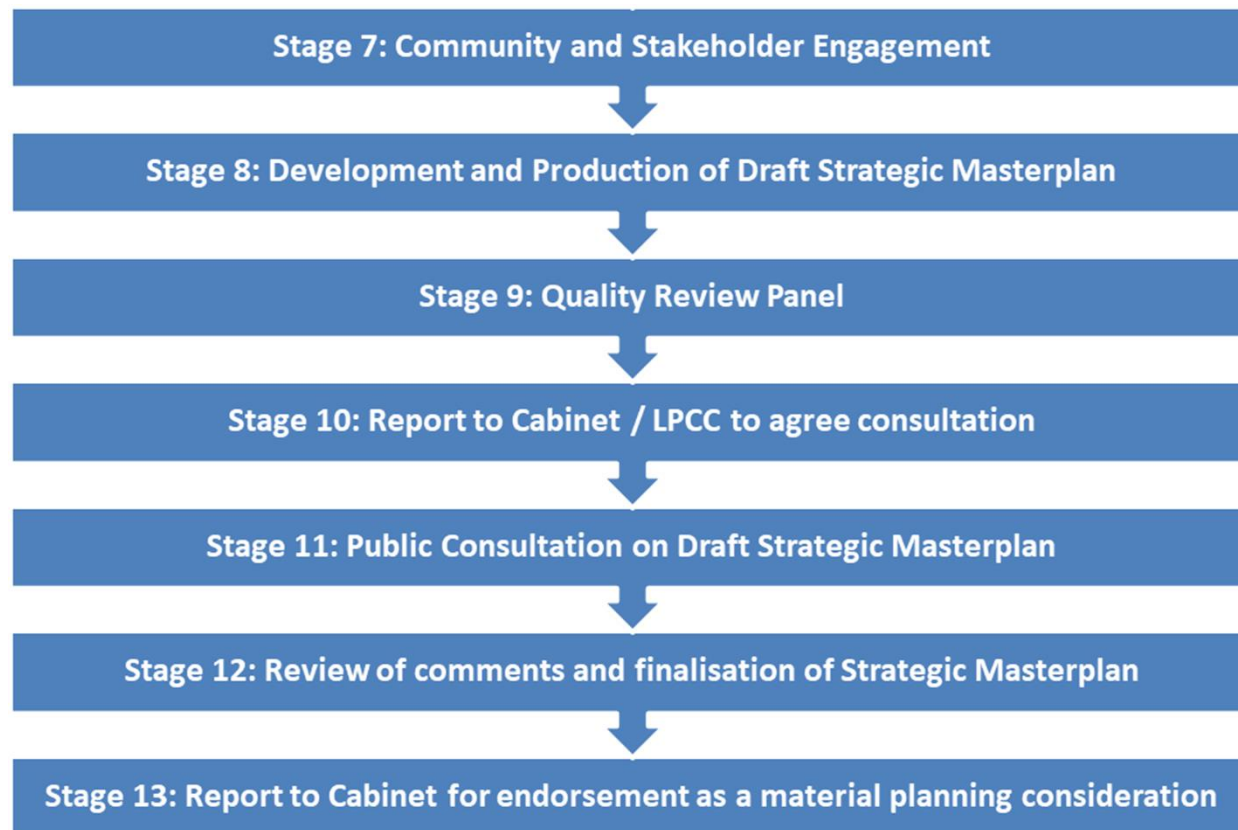 Stage 7: Community and Stakeholder Engagement
Stage 8: Development and Production of Draft Strategic Masterplan
Stage 9: Quality Review Panel
Stage 10: Report to Cabinet / LPCC to agree consultation
Stage 11: Public Consultation on Draft Strategic Masterplan
Stage 12: Review of comments and finalisation of Strategic Masterplan
Stage 13: Report to Cabinet for endorsement as a material planning consideration